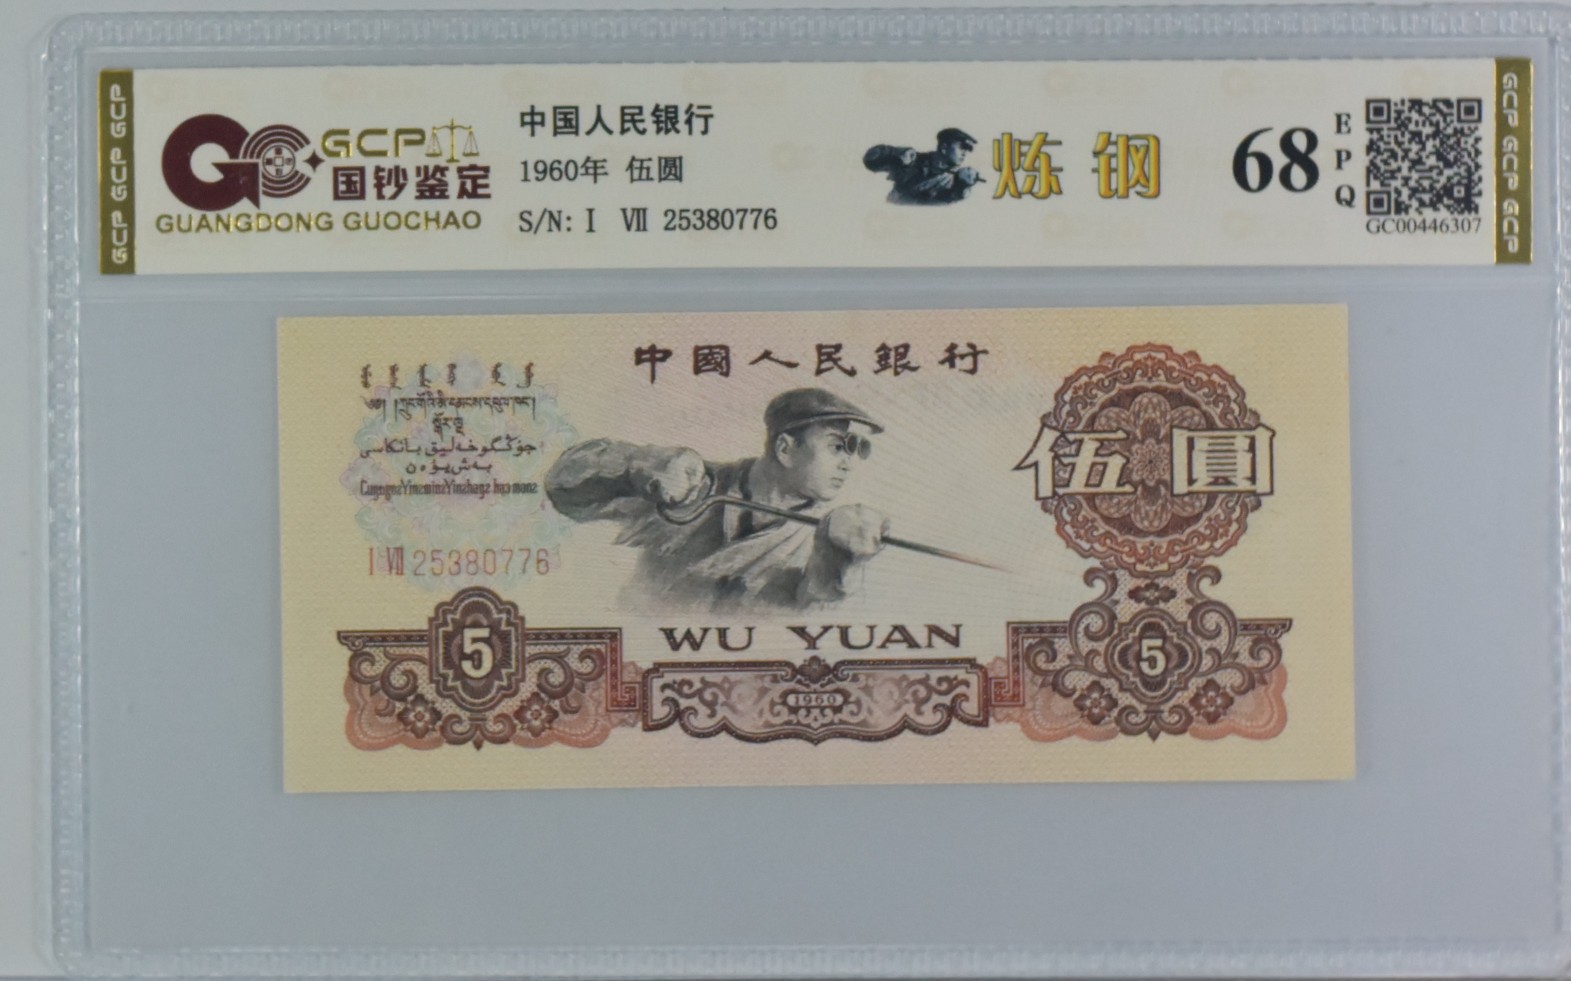 GCP GCP GCP
GCP
国钞鉴定
GUANGDONG GUOCHAO
中国人民银行
1960年 伍圆
S/N: Ⅰ Ⅶ 25380776
炼钢
68
EPQ
GC00446307
GCP GCP GCP
中國人民銀行
伍圓
Ⅰ Ⅶ 25380776
WU YUAN
5
1960
5